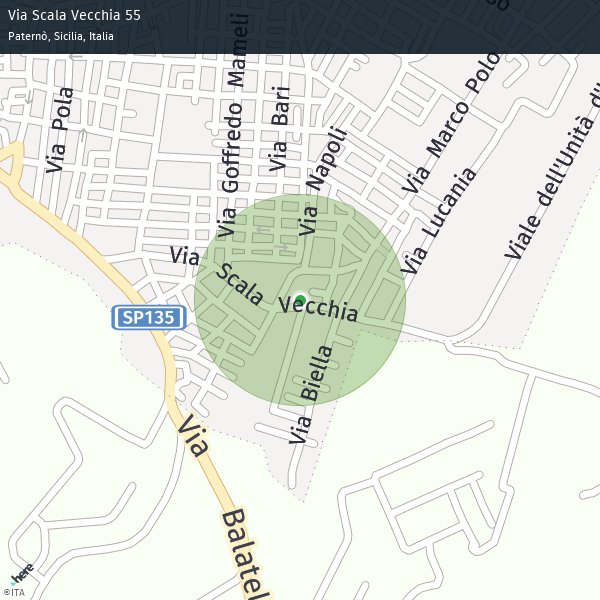 Via Scala Vecchia 55
Paternò, Sicilia, Italia
Via Pola
Via Goffredo Mameli
Via Bari
Via Napoli
Via Marco Polo
Via Lucania
Viale dell'Unità d'
Via Scala Vecchia
SP135
Via Biella
Via Balatel
here
©ITA